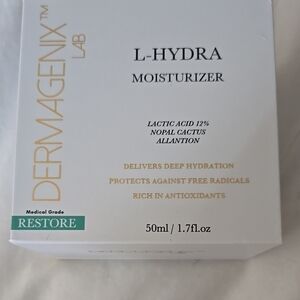 DERMAGENIX™
LAB
L-HYDRA
MOISTURIZER
LACTIC ACID 12%
NOPAL CACTUS
ALLANTION
DELIVERS DEEP HYDRATION
PROTECTS AGAINST FREE RADICALS
RICH IN ANTIOXIDANTS
Medical Grade
RESTORE
50ml / 1.7fl.oz